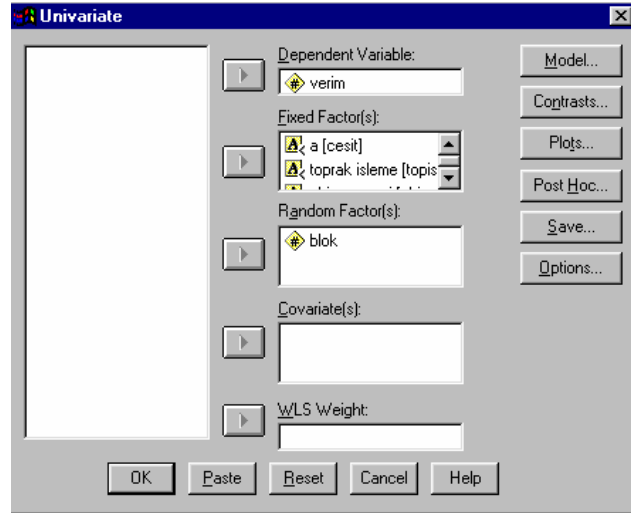 Univariate
Dependent Variable:
verim
Fixed Factor(s):
a [cesit]
toprak isleme [topis
Random Factor(s):
blok
Covariate(s):
WLS Weight:
Model...
Contrasts...
Plots...
Post Hoc...
Save...
Options...
OK
Paste
Reset
Cancel
Help